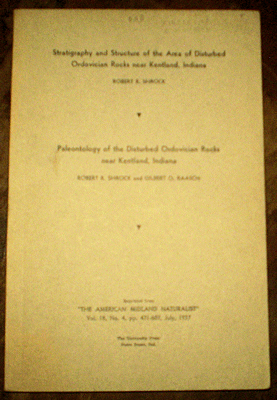 Stratigraphy and Structure of the Area of Disturbed
Ordovician Rocks near Kentland, Indiana
ROBERT R. SHROCK
Paleontology of the Disturbed Ordovician Rocks
near Kentland, Indiana
ROBERT R. SHROCK and GILBERT O. RAASCH
Reprinted from
"THE AMERICAN MIDLAND NATURALIST"
Vol. 18, No. 4, pp. 471-607, July, 1937
The University Press
Notre Dame, Ind.